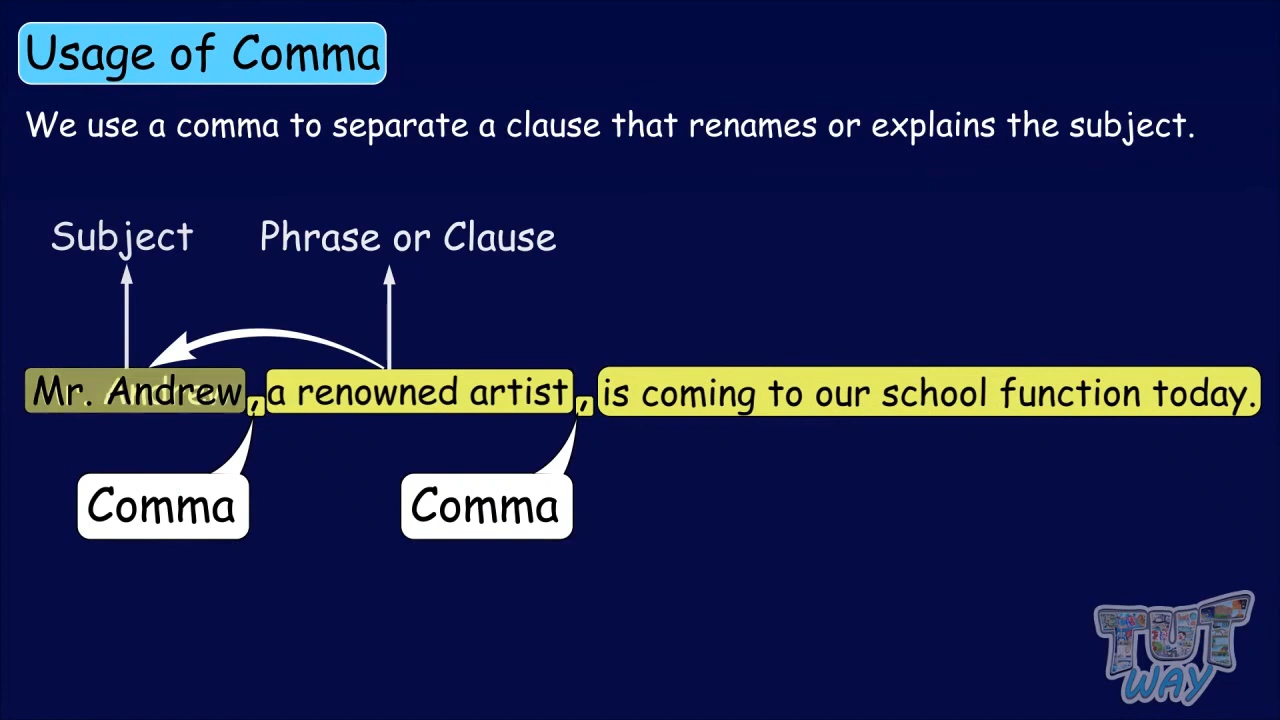 Usage of Comma
We use a comma to separate a clause that renames or explains the subject.
Subject Phrase or Clause
Mr. Andrew, a renowned artist, is coming to our school function today.
Comma Comma
TUT
WAY